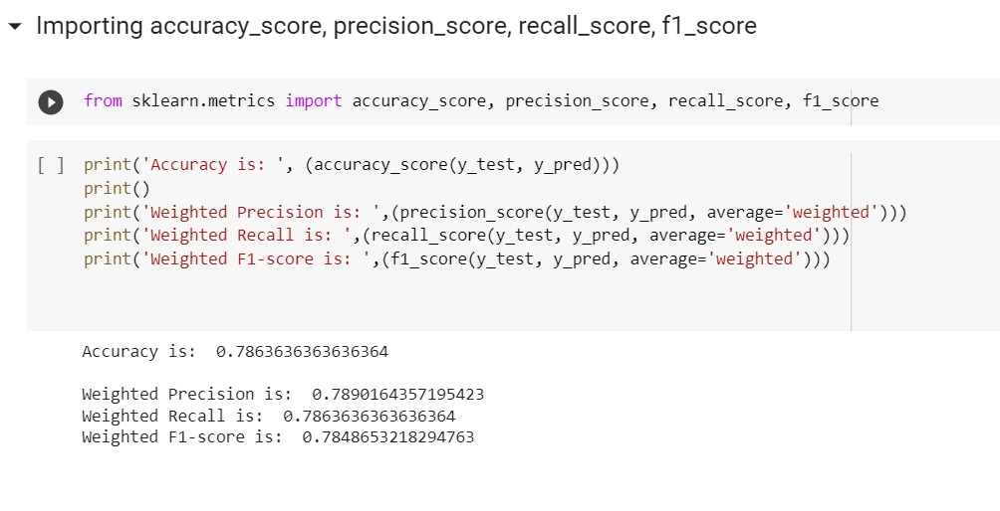 Importing accuracy_score, precision_score, recall_score, f1_score
from sklearn.metrics import accuracy_score, precision_score, recall_score, f1_score
[ ] print('Accuracy is: ', (accuracy_score(y_test, y_pred)))
print()
print('Weighted Precision is: ',(precision_score(y_test, y_pred, average='weighted')))
print('Weighted Recall is: ',(recall_score(y_test, y_pred, average='weighted')))
print('Weighted F1-score is: ',(f1_score(y_test, y_pred, average='weighted')))
Accuracy is:  0.7863636363636364
Weighted Precision is:  0.7890164357195423
Weighted Recall is:  0.7863636363636364
Weighted F1-score is:  0.7848653218294763